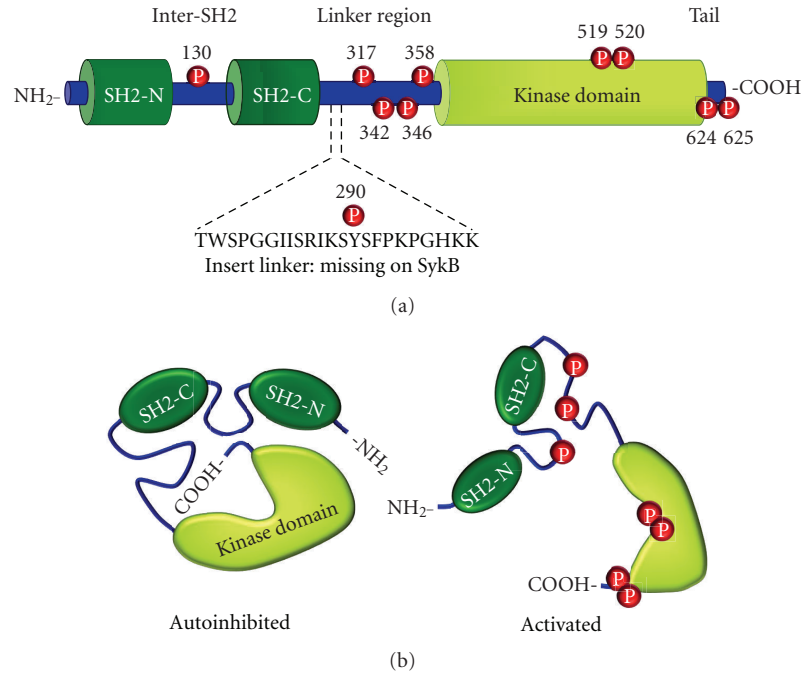 Inter-SH2 Linker region Tail
130 317 358 519 520
P P P P P
NH2- SH2-N SH2-C Kinase domain -COOH
P P P P
342 346 624 625
290
P
TWSPGGIISRIKSYSFPKPGHKK
Insert linker: missing on SykB
(a)
SH2-C SH2-N -NH2
COOH-
Kinase domain
Autoinhibited
SH2-C P
P
SH2-N P
NH2-
P
P
COOH- P
P
Activated
(b)